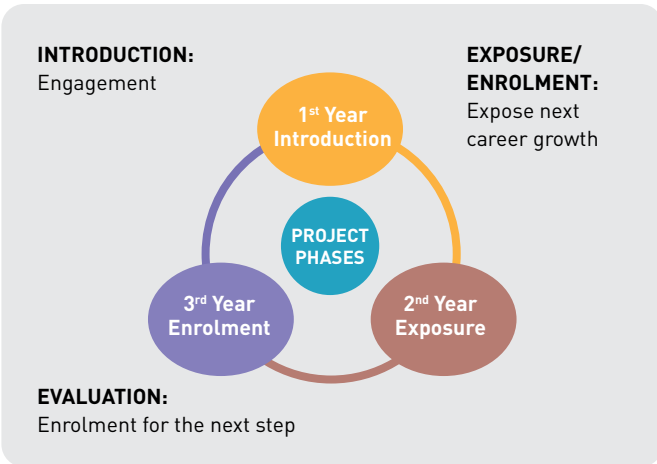 INTRODUCTION:
Engagement
EXPOSURE/
ENROLMENT:
Expose next
career growth
1st Year
Introduction
PROJECT
PHASES
3rd Year
Enrolment
2nd Year
Exposure
EVALUATION:
Enrolment for the next step